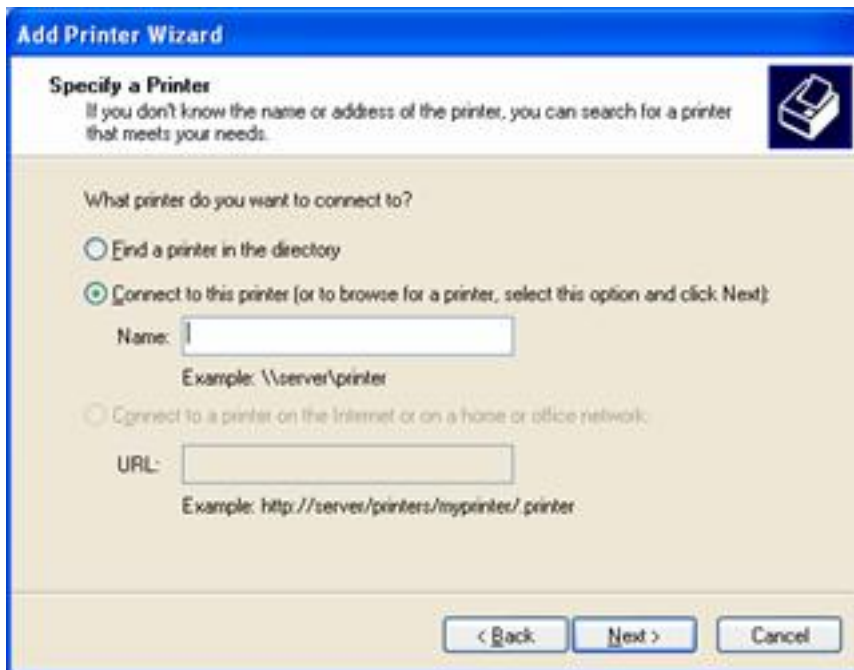 Add Printer Wizard
Specify a Printer
If you don't know the name or address of the printer, you can search for a printer
that meets your needs.
What printer do you want to connect to?
Find a printer in the directory
Connect to this printer (or to browse for a printer, select this option and click Next):
Name:
Example: \\server\printer
Connect to a printer on the Internet or on a home or office network:
URL:
Example: http://server/printers/myprinter/.printer
< Back
Next >
Cancel